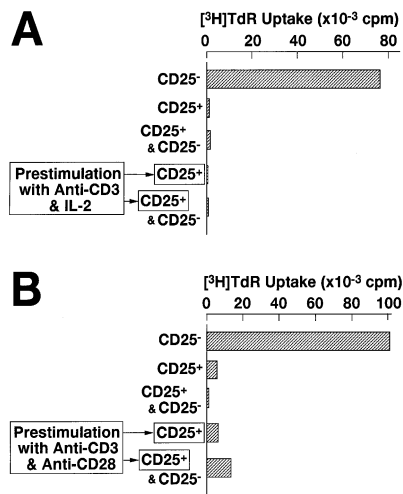 A
[³H]TdR Uptake (x10⁻³ cpm)
0 20 40 60 80
CD25⁻
CD25⁺
CD25⁺
& CD25⁻
Prestimulation
with Anti-CD3
& IL-2
CD25⁺
CD25⁺
& CD25⁻
B
[³H]TdR Uptake (x10⁻³ cpm)
0 20 40 60 80 100
CD25⁻
CD25⁺
CD25⁺
& CD25⁻
Prestimulation
with Anti-CD3
& Anti-CD28
CD25⁺
CD25⁺
& CD25⁻